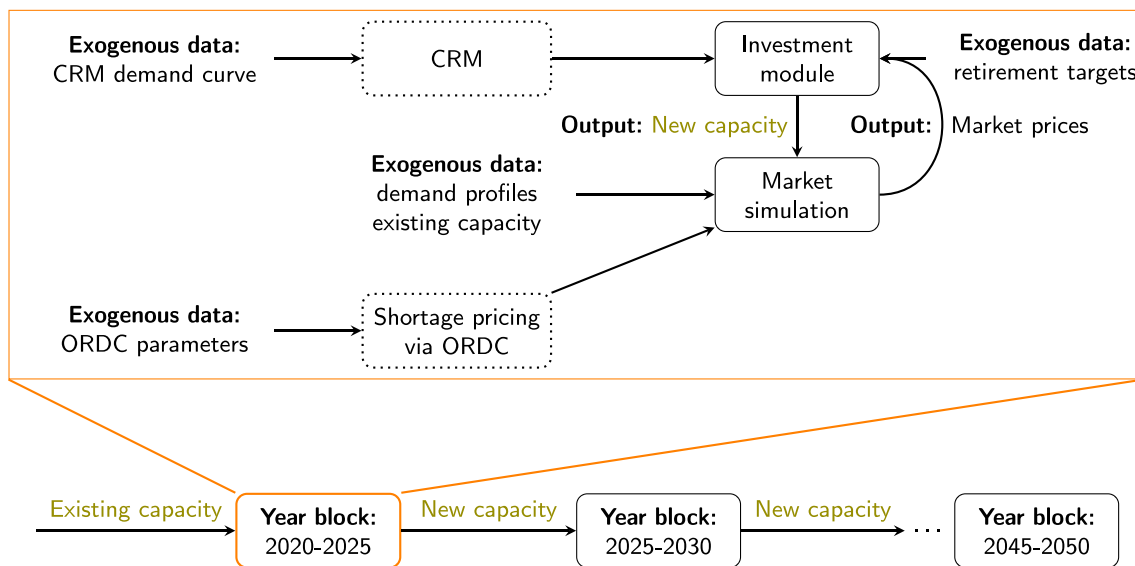 Exogenous data:
CRM demand curve
CRM
Investment
module
Exogenous data:
retirement targets
Output: New capacity
Output: Market prices
Exogenous data:
demand profiles
existing capacity
Market
simulation
Exogenous data:
ORDC parameters
Shortage pricing
via ORDC
Existing capacity
Year block:
2020-2025
New capacity
Year block:
2025-2030
New capacity
...
Year block:
2045-2050